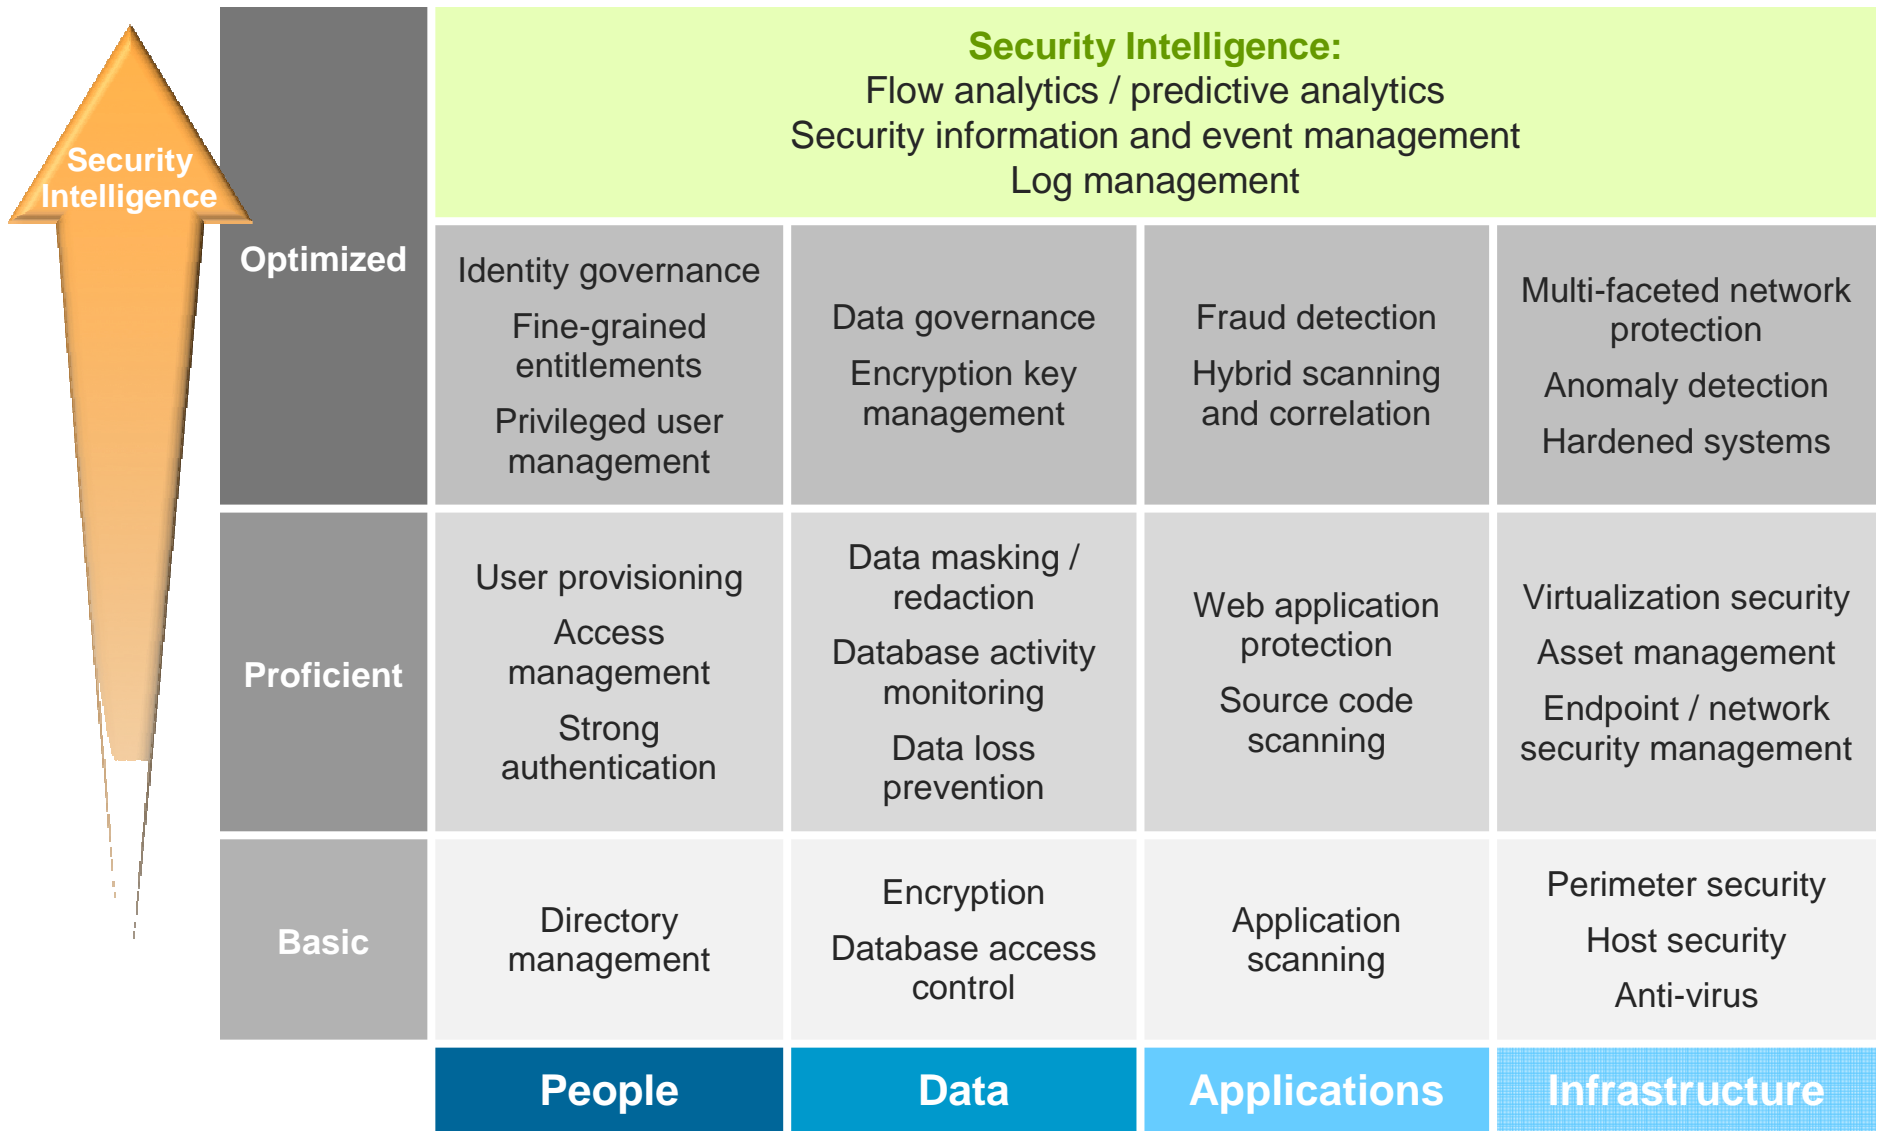 Security
Intelligence
Security Intelligence:
Flow analytics / predictive analytics
Security information and event management
Log management
Optimized
Identity governance
Fine-grained
entitlements
Privileged user
management
Data governance
Encryption key
management
Fraud detection
Hybrid scanning
and correlation
Multi-faceted network
protection
Anomaly detection
Hardened systems
Proficient
User provisioning
Access
management
Strong
authentication
Data masking /
redaction
Database activity
monitoring
Data loss
prevention
Web application
protection
Source code
scanning
Virtualization security
Asset management
Endpoint / network
security management
Basic
Directory
management
Encryption
Database access
control
Application
scanning
Perimeter security
Host security
Anti-virus
People
Data
Applications
Infrastructure